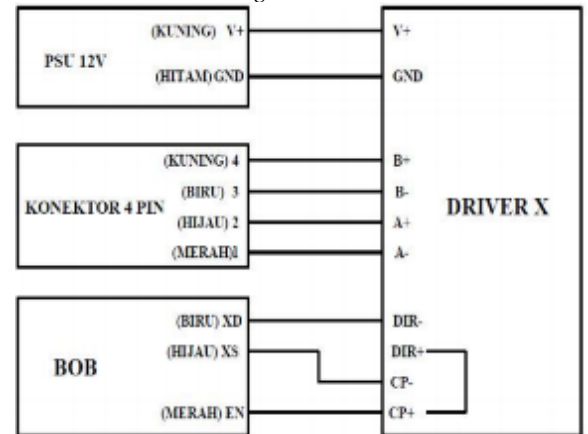 PSU 12V
(KUNING) V+
(HITAM) GND
V+
GND
KONEKTOR 4 PIN
(KUNING) 4
(BIRU) 3
(HIJAU) 2
(MERAH)1
B+
B-
A+
A-
DRIVER X
BOB
(BIRU) XD
(HIJAU) XS
(MERAH) EN
DIR-
DIR+
CP-
CP+